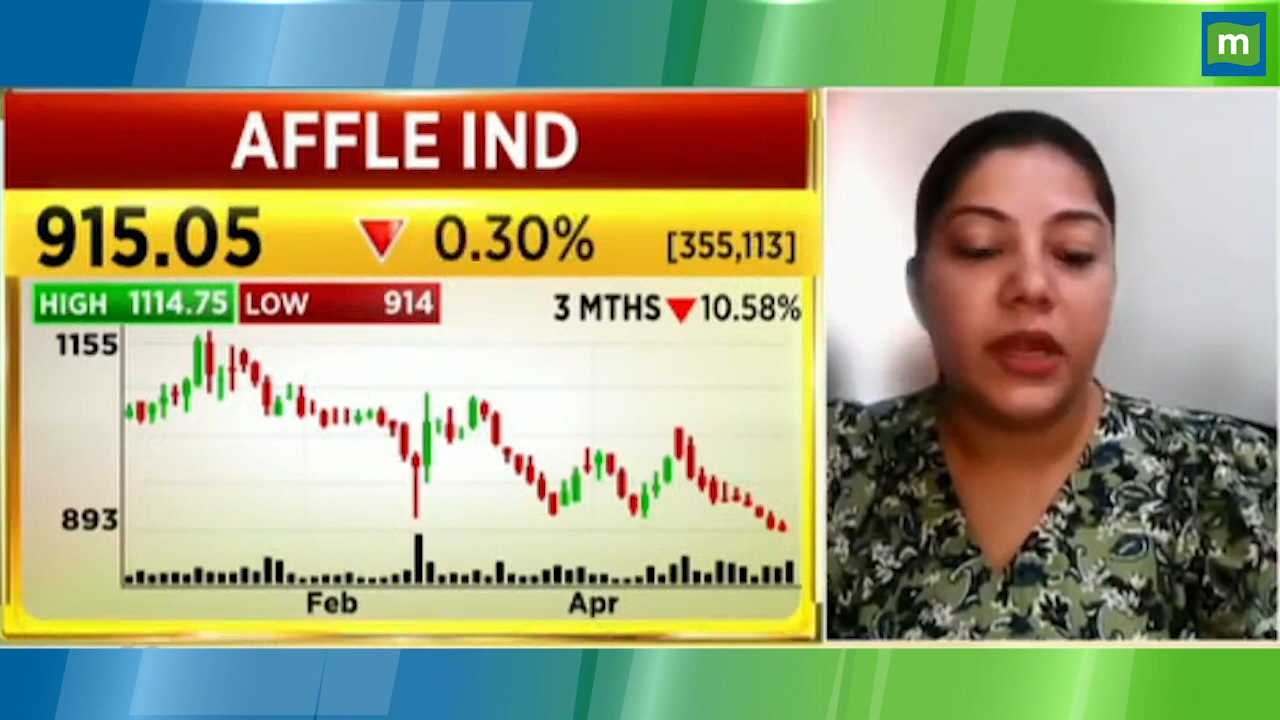 m
AFFLE IND
915.05 ▼ 0.30% [355,113]
HIGH 1114.75 LOW 914 3 MTHS ▼ 10.58%
1155
893
Feb Apr